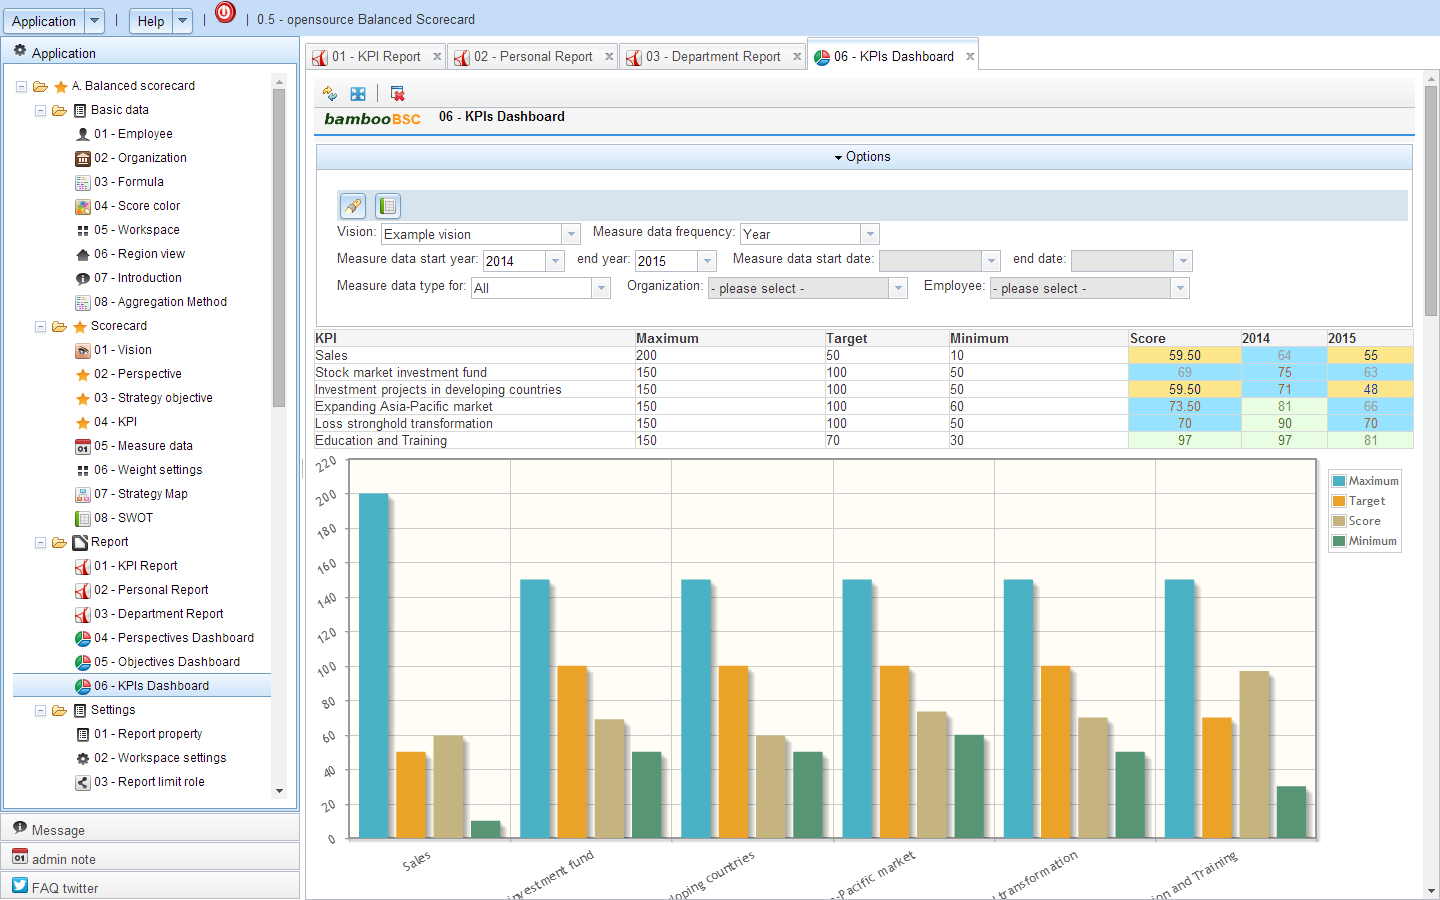 Application | Help | 0.5 - opensource Balanced Scorecard
Application
A. Balanced scorecard
Basic data
01 - Employee
02 - Organization
03 - Formula
04 - Score color
05 - Workspace
06 - Region view
07 - Introduction
08 - Aggregation Method
Scorecard
01 - Vision
02 - Perspective
03 - Strategy objective
04 - KPI
05 - Measure data
06 - Weight settings
07 - Strategy Map
08 - SWOT
Report
01 - KPI Report
02 - Personal Report
03 - Department Report
04 - Perspectives Dashboard
05 - Objectives Dashboard
06 - KPIs Dashboard
Settings
01 - Report property
02 - Workspace settings
03 - Report limit role
Message
admin note
FAQ twitter
01 - KPI Report x 02 - Personal Report x 03 - Department Report x 06 - KPIs Dashboard x
bambooBSC 06 - KPIs Dashboard
Options
Vision: Example vision Measure data frequency: Year
Measure data start year: 2014 end year: 2015 Measure data start date: end date:
Measure data type for: All Organization: - please select - Employee: - please select -
KPI Maximum Target Minimum Score 2014 2015
Sales 200 50 10 59.50 64 55
Stock market investment fund 150 100 50 69 75 63
Investment projects in developing countries 150 100 50 59.50 71 48
Expanding Asia-Pacific market 150 100 60 73.50 81 66
Loss stronghold transformation 150 100 50 70 90 70
Education and Training 150 70 30 97 97 81
220
200
180
160
140
120
100
80
60
40
20
0
Sales investment fund loping countries -Pacific market transformation on and Training
Maximum
Target
Score
Minimum